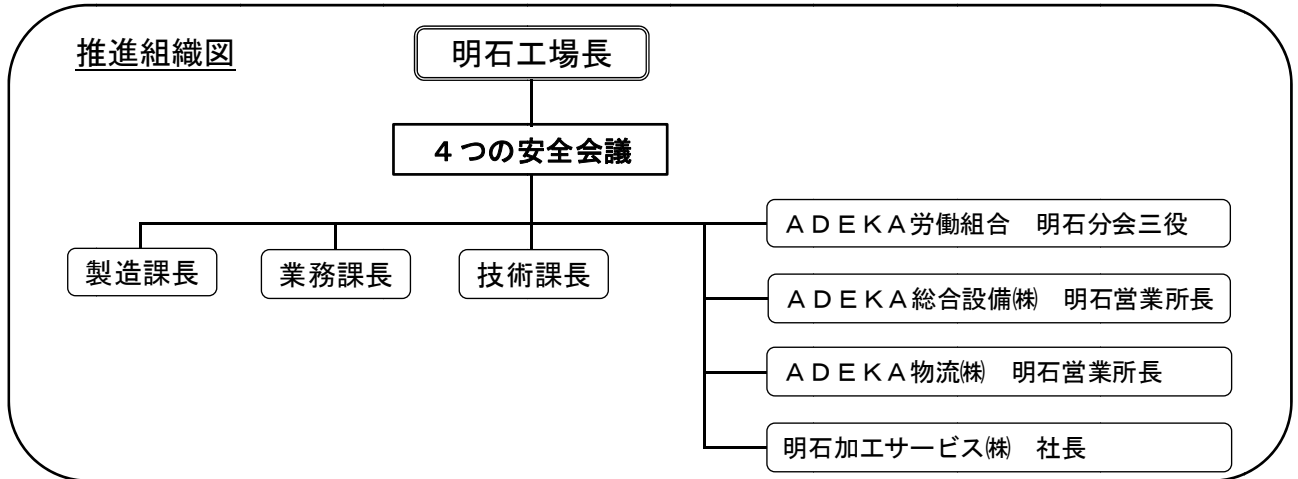 推進組織図
明石工場長
4つの安全会議
製造課長
業務課長
技術課長
ADEKA労働組合　明石分会三役
ADEKA総合設備㈱　明石営業所長
ADEKA物流㈱　明石営業所長
明石加工サービス㈱　社長